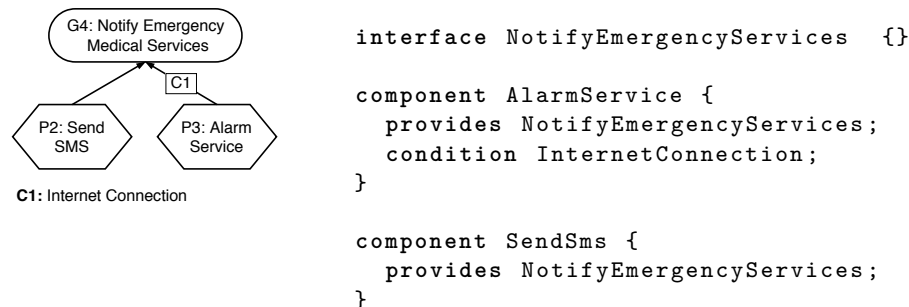 G4: Notify Emergency
Medical Services
C1
P2: Send
SMS
P3: Alarm
Service
C1: Internet Connection
interface NotifyEmergencyServices {}
component AlarmService {
provides NotifyEmergencyServices;
condition InternetConnection;
}
component SendSms {
provides NotifyEmergencyServices;
}